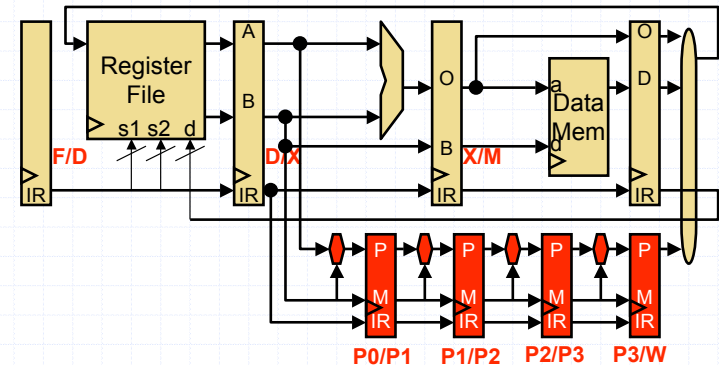 A
O
O
Register
File
B
O
a
Data
Mem
D
s1 s2 d
F/D
D/X
B
X/M
d
IR
IR
IR
IR
P
P
P
P
M
M
M
M
IR
IR
IR
IR
P0/P1
P1/P2
P2/P3
P3/W